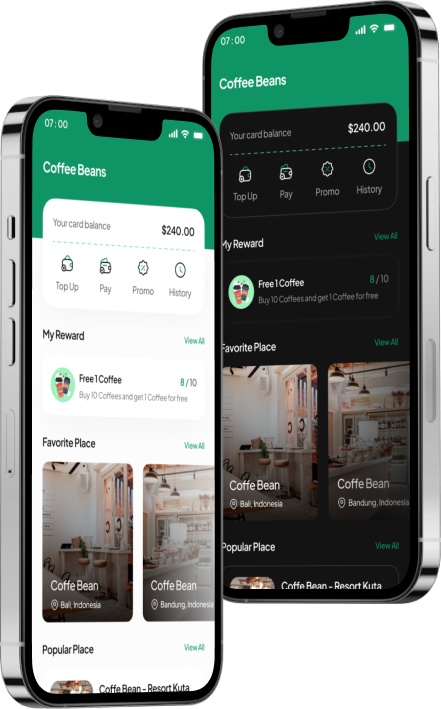 07:00
Coffee Beans
Your card balance
$240.00
Top Up
Pay
Promo
History
My Reward
View All
Free 1 Coffee
8/10
Buy 10 Coffees and get 1 Coffee for free
Favorite Place
View All
Coffe Bean
Bali, Indonesia
Coffe Bean
Bandung, Indonesia
Popular Place
View All
Coffe Bean - Resort Kuta
07:00
Coffee Beans
Your card balance
$240.00
Top Up
Pay
Promo
History
My Reward
View All
Free 1 Coffee
8/10
Buy 10 Coffees and get 1 Coffee for free
Favorite Place
View All
Coffe Bean
Bali, Indonesia
Coffe Bean
Bandung, Indonesia
Popular Place
View All
Coffe Bean - Resort Kuta